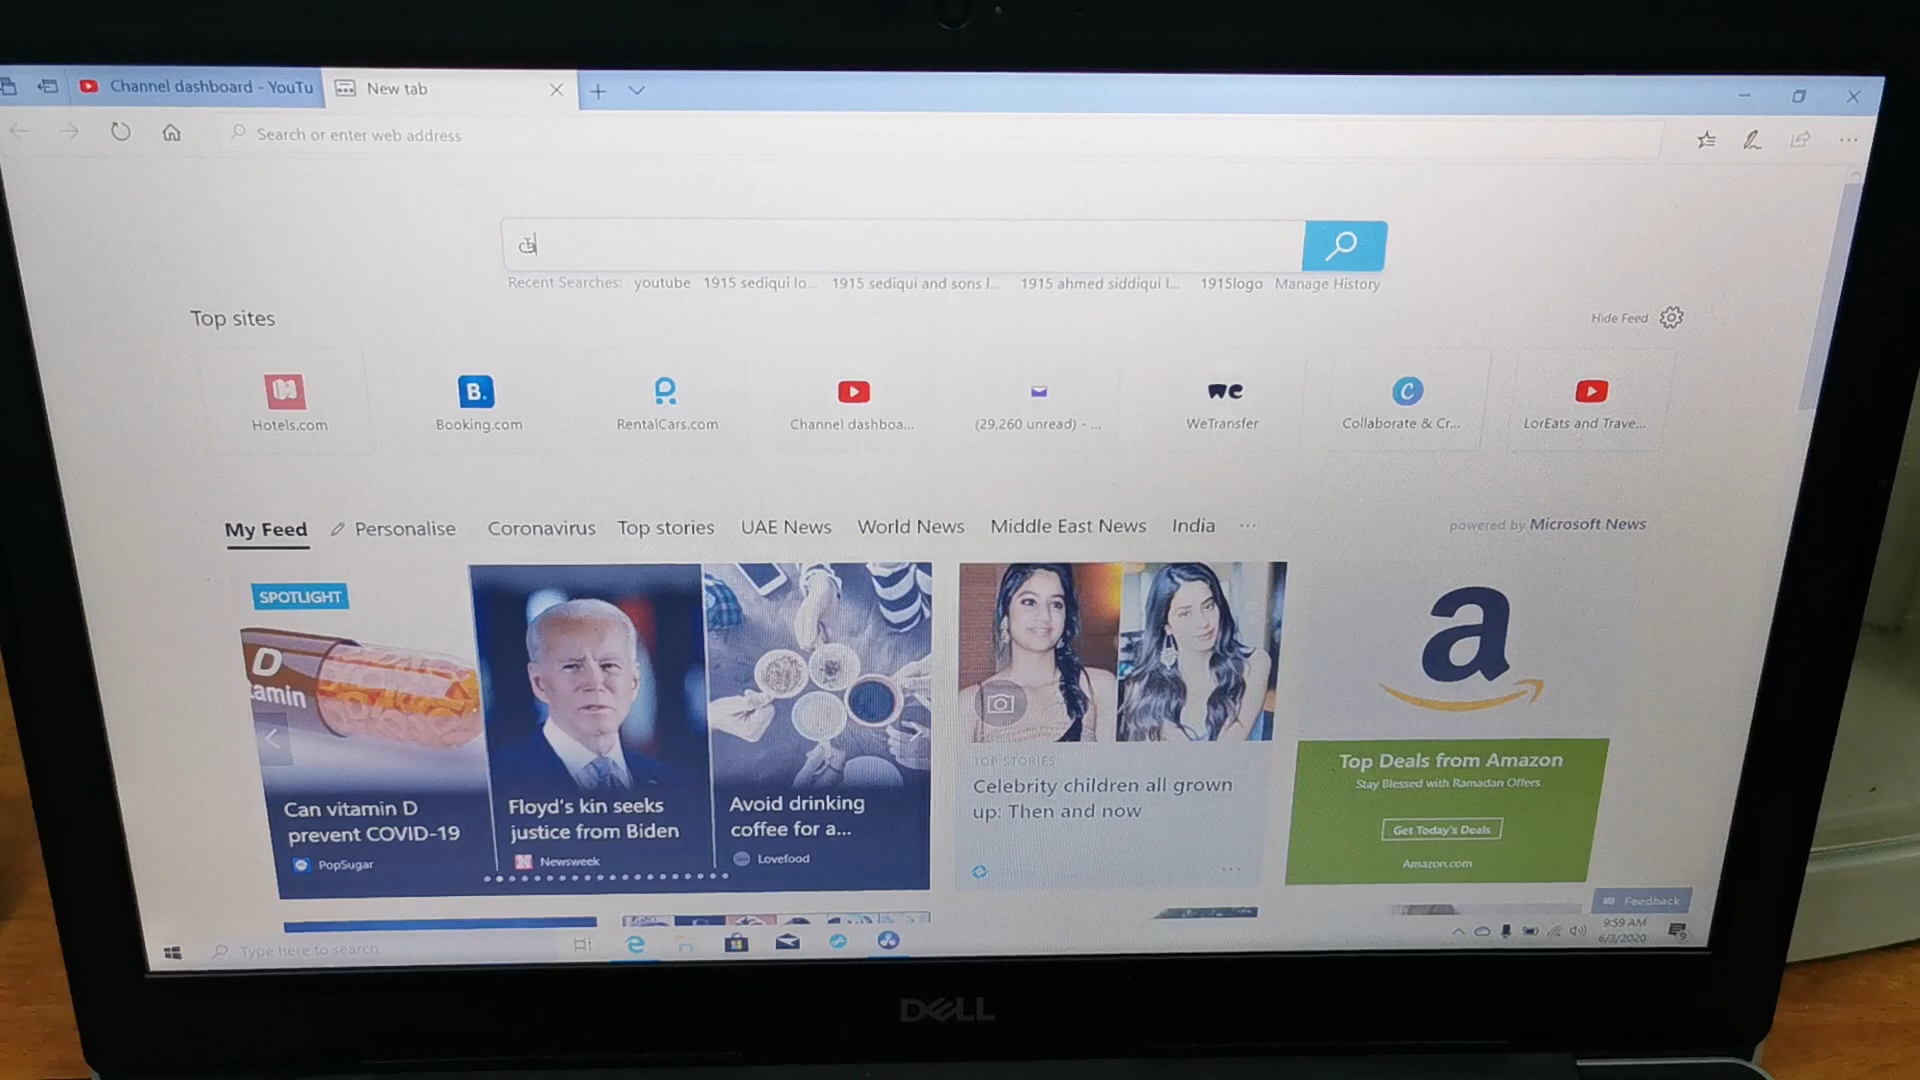 Channel dashboard - YouTu
New tab
Search or enter web address
Recent Searches: youtube 1915 sediqui lo... 1915 sediqui and sons l... 1915 ahmed siddiqui l... 1915logo Manage History
Top sites
Hide Feed
B.
C
we
Hotels.com
Booking.com
RentalCars.com
Channel dashboa...
(29,260 unread) - ...
WeTransfer
Collaborate & Cr...
LorEats and Trave...
My Feed Personalise Coronavirus Top stories UAE News World News Middle East News India ...
powered by Microsoft News
SPOTLIGHT
D
tamin
Can vitamin D
prevent COVID-19
PopSugar
Floyd's kin seeks
justice from Biden
N Newsweek
Avoid drinking
coffee for a...
Lovefood
TOP STORIES
Celebrity children all grown
up: Then and now
a
Top Deals from Amazon
Stay Blessed with Ramadan Offers
Get Today's Deals
Amazon.com
Feedback
Type here to search
9:59 AM
6/3/2020
DELL